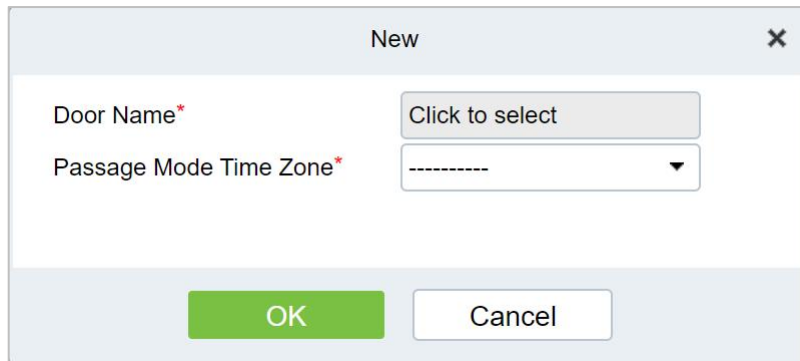 New
Door Name* Click to select
Passage Mode Time Zone* ----------
OK Cancel